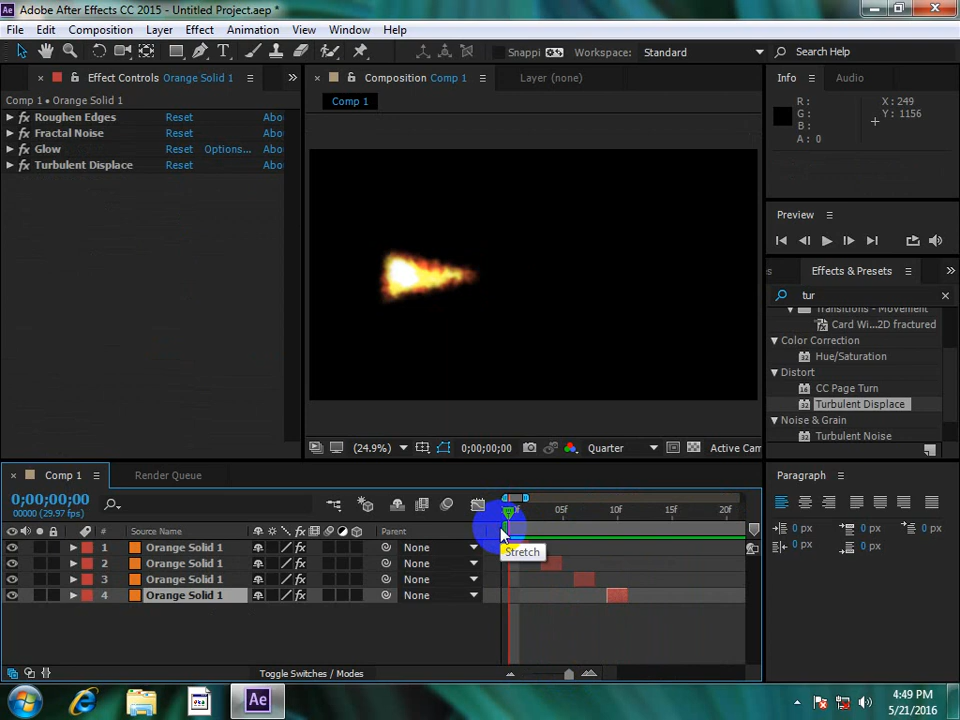 Adobe After Effects CC 2015 - Untitled Project.aep *
File Edit Composition Layer Effect Animation View Window Help
Snappi Workspace: Standard Search Help
Effect Controls Orange Solid 1
Composition Comp 1
Layer (none)
Info Audio
Comp 1 • Orange Solid 1
Comp 1
Roughen Edges Reset Abo
Fractal Noise Reset Abo
Glow Reset Options... Abo
Turbulent Displace Reset Abo
R:
G:
B:
A: 0
X: 249
Y: 1156
Preview
s Effects & Presets
tur
Transitions - Movement
Card Wi...2D fractured
Color Correction
Hue/Saturation
Distort
CC Page Turn
Turbulent Displace
Noise & Grain
Turbulent Noise
(24.9%) 0;00;00;00 Quarter Active Cam
Comp 1 Render Queue
Paragraph
0;00;00;00
00000 (29.97 fps)
05f 10f 15f 20f
Source Name Parent
1 Orange Solid 1 None
2 Orange Solid 1 None
3 Orange Solid 1 None
4 Orange Solid 1 None
Stretch
0 px 0 px 0 px
0 px 0 px
Toggle Switches / Modes
Ae
4:49 PM
5/21/2016